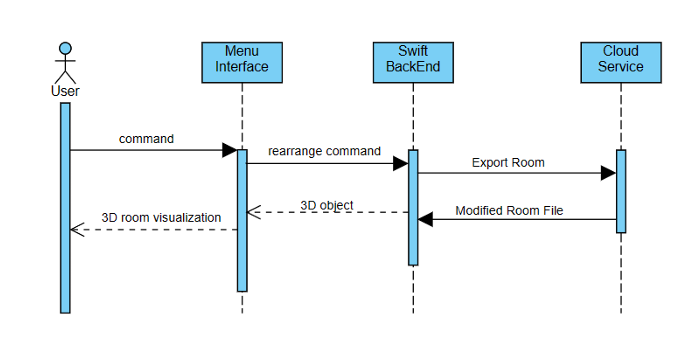 Menu
Interface
Swift
BackEnd
Cloud
Service
User
command
rearrange command
Export Room
3D object
Modified Room File
3D room visualization